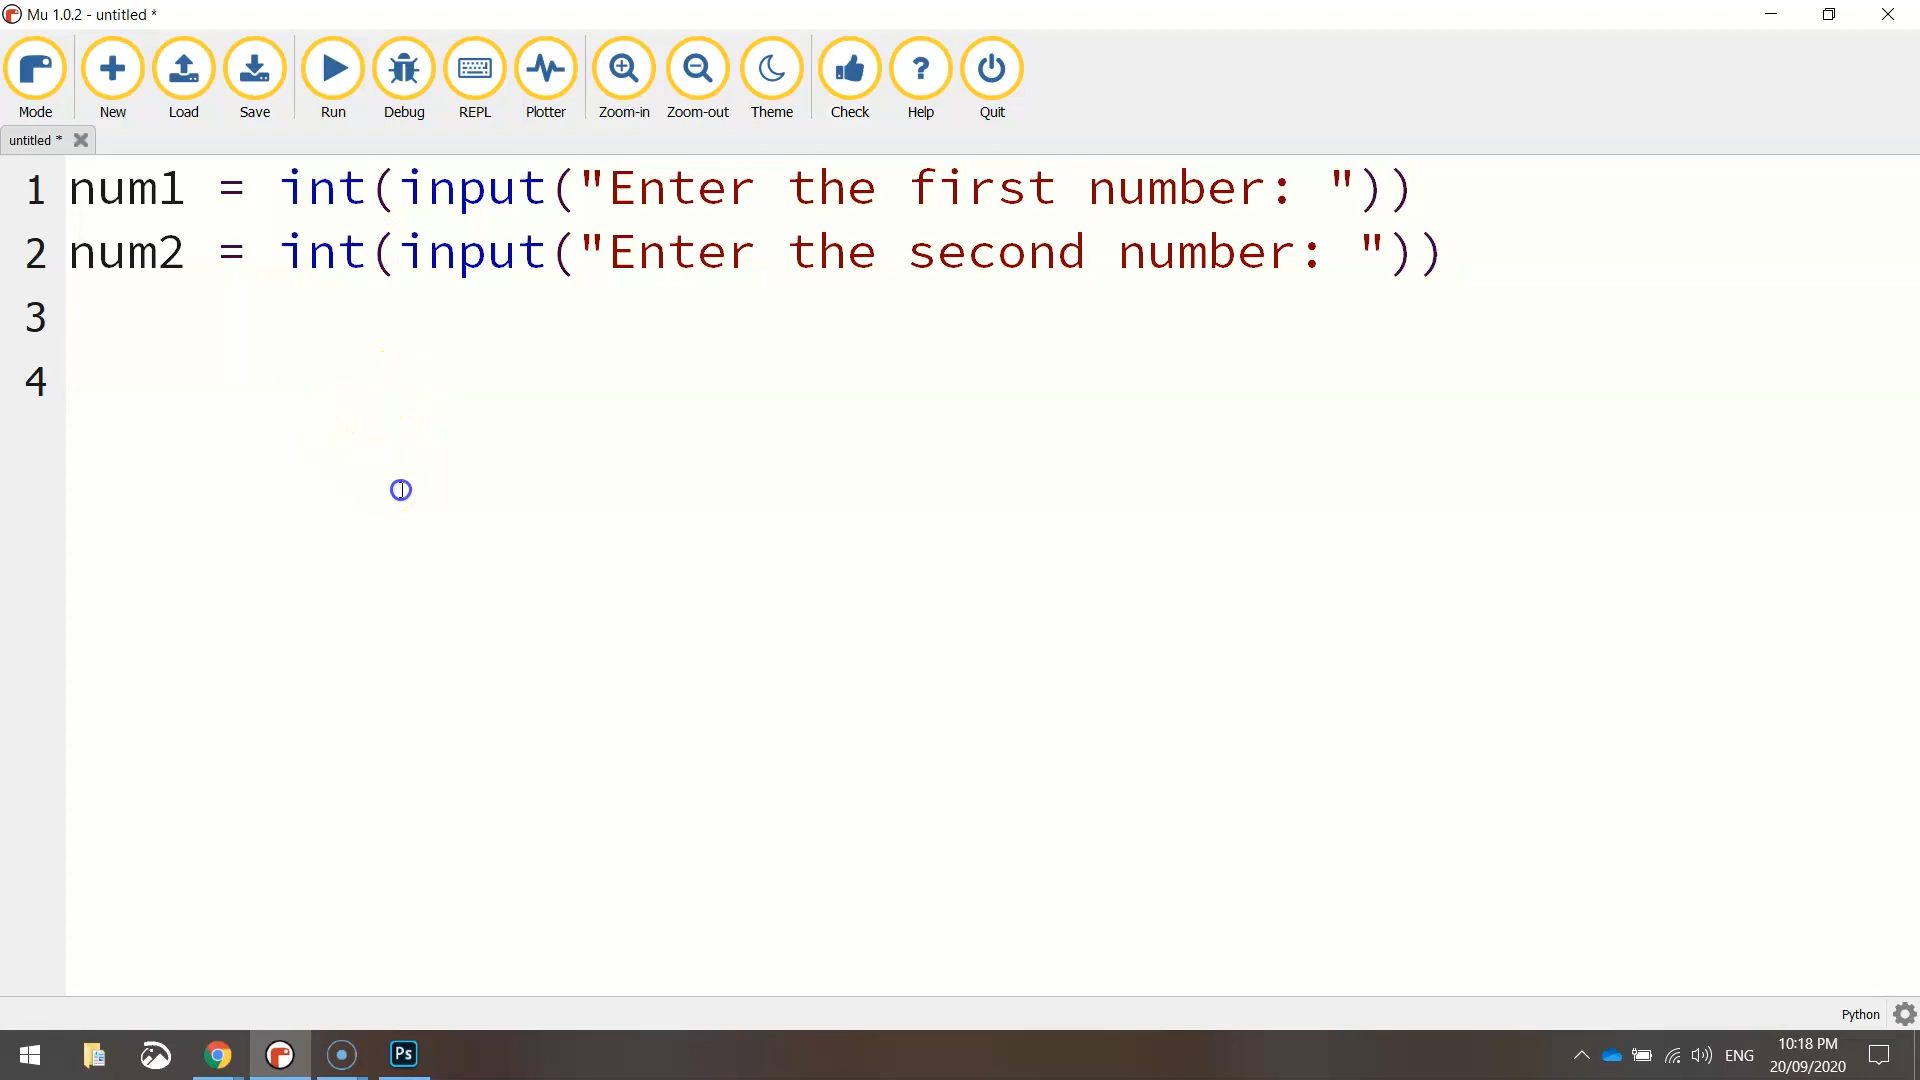 Mu 1.0.2 - untitled *
Mode New Load Save Run Debug REPL Plotter Zoom-in Zoom-out Theme Check Help Quit
untitled *
1 num1 = int(input("Enter the first number: "))
2 num2 = int(input("Enter the second number: "))
3
4
Python
Ps
ENG
10:18 PM
20/09/2020